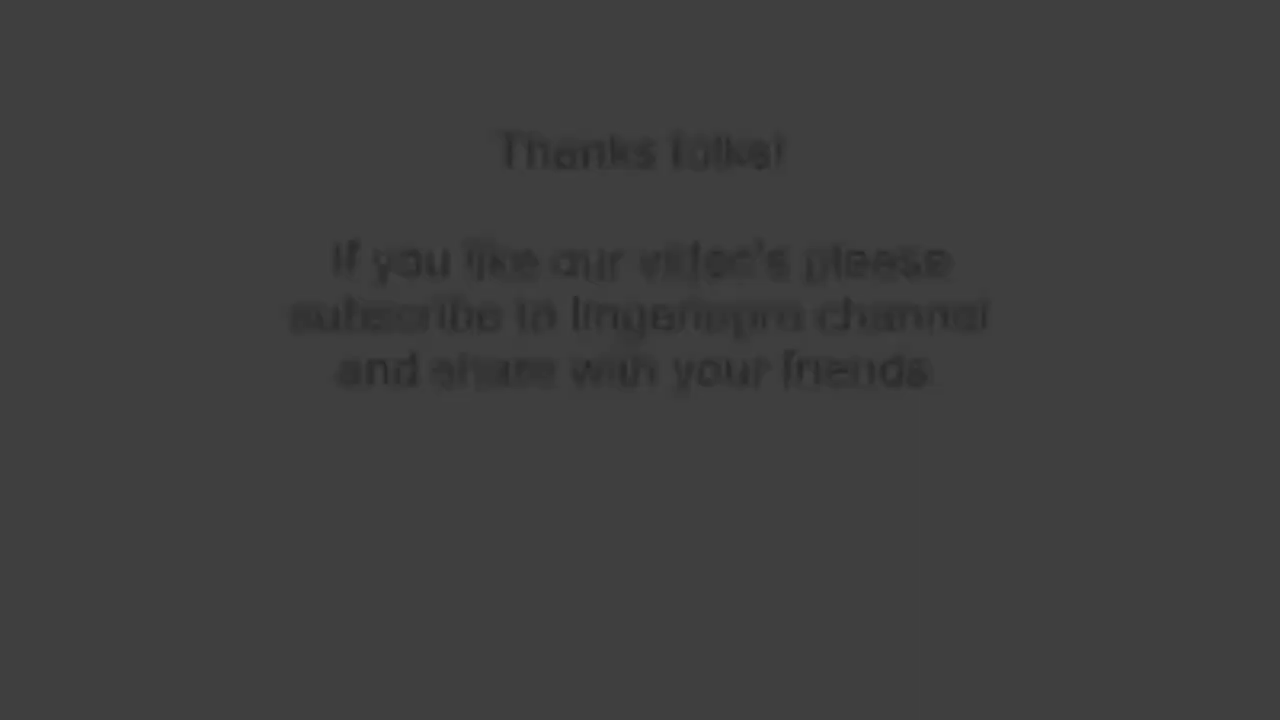 Thanks folks!
If you like our video's please
subscribe to channel
and share with your friends